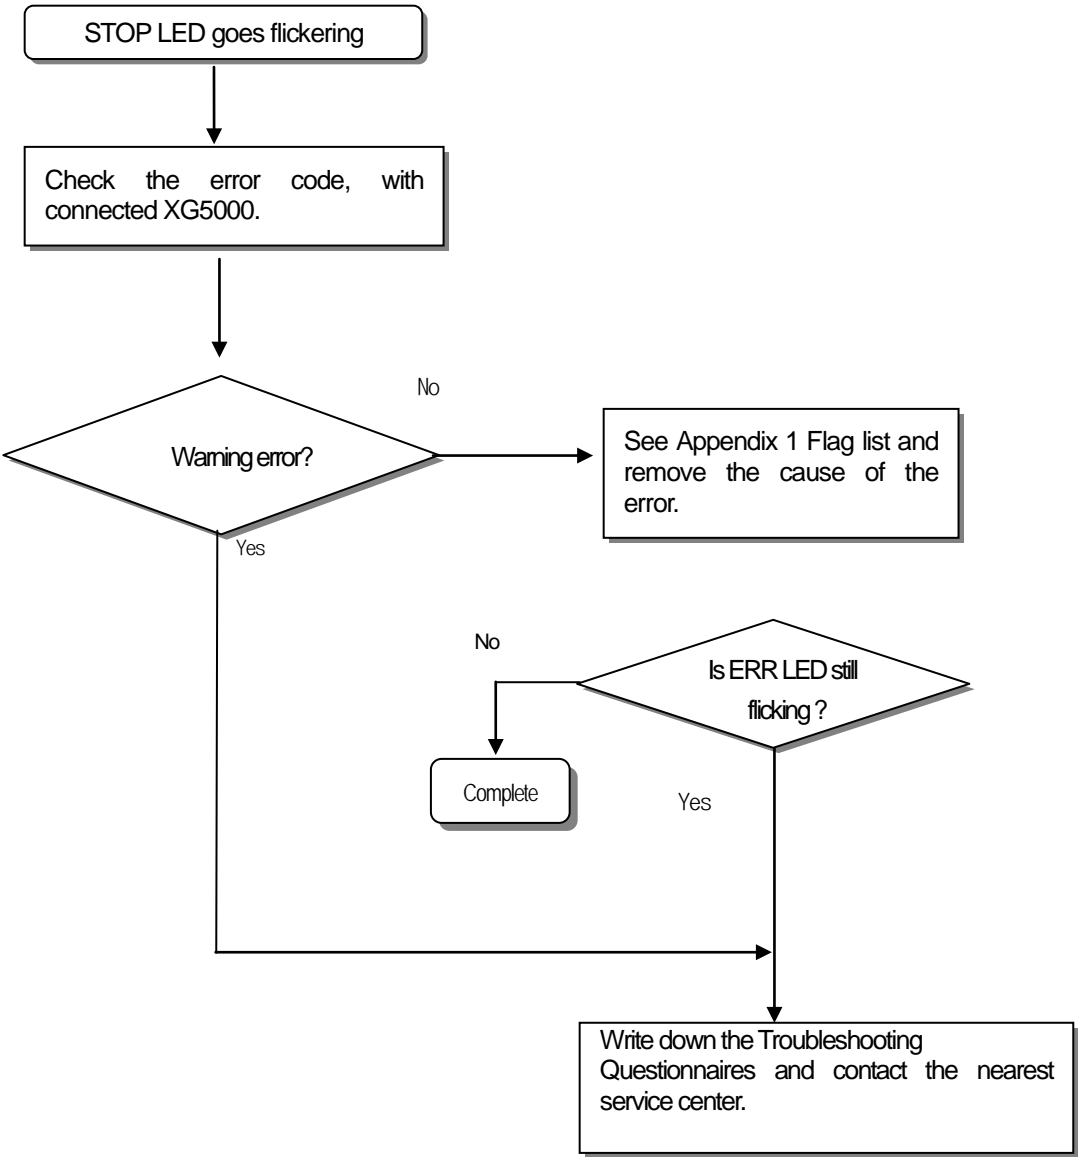 STOP LED goes flickering
Check the error code, with
connected XG5000.
No
Warning error?
See Appendix 1 Flag list and
remove the cause of the
error.
Yes
No
Is ERR LED still
flicking ?
Complete
Yes
Write down the Troubleshooting
Questionnaires and contact the nearest
service center.